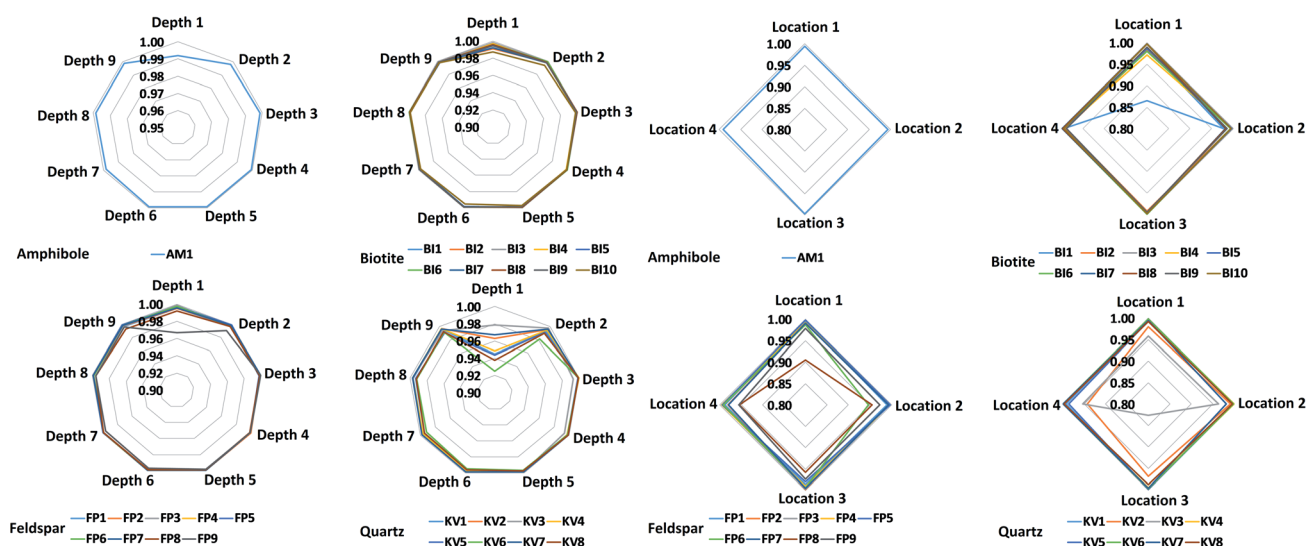 Depth 1
1.00
0.99
0.98
0.97
0.96
0.95
Depth 2
Depth 3
Depth 4
Depth 5
Depth 6
Depth 7
Depth 8
Depth 9
Amphibole
AM1
Depth 1
1.00
0.98
0.96
0.94
0.92
0.90
Depth 2
Depth 3
Depth 4
Depth 5
Depth 6
Depth 7
Depth 8
Depth 9
Biotite
BI1 BI2 BI3 BI4 BI5
BI6 BI7 BI8 BI9 BI10
Location 1
1.00
0.95
0.90
0.85
0.80
Location 2
Location 3
Location 4
Amphibole
AM1
Location 1
1.00
0.95
0.90
0.85
0.80
Location 2
Location 3
Location 4
Biotite
BI1 BI2 BI3 BI4 BI5
BI6 BI7 BI8 BI9 BI10
Depth 1
1.00
0.98
0.96
0.94
0.92
0.90
Depth 2
Depth 3
Depth 4
Depth 5
Depth 6
Depth 7
Depth 8
Depth 9
Feldspar
FP1 FP2 FP3 FP4 FP5
FP6 FP7 FP8 FP9
Depth 1
1.00
0.98
0.96
0.94
0.92
0.90
Depth 2
Depth 3
Depth 4
Depth 5
Depth 6
Depth 7
Depth 8
Depth 9
Quartz
KV1 KV2 KV3 KV4
KV5 KV6 KV7 KV8
Location 1
1.00
0.95
0.90
0.85
0.80
Location 2
Location 3
Location 4
Feldspar
FP1 FP2 FP3 FP4 FP5
FP6 FP7 FP8 FP9
Location 1
1.00
0.95
0.90
0.85
0.80
Location 2
Location 3
Location 4
Quartz
KV1 KV2 KV3 KV4
KV5 KV6 KV7 KV8